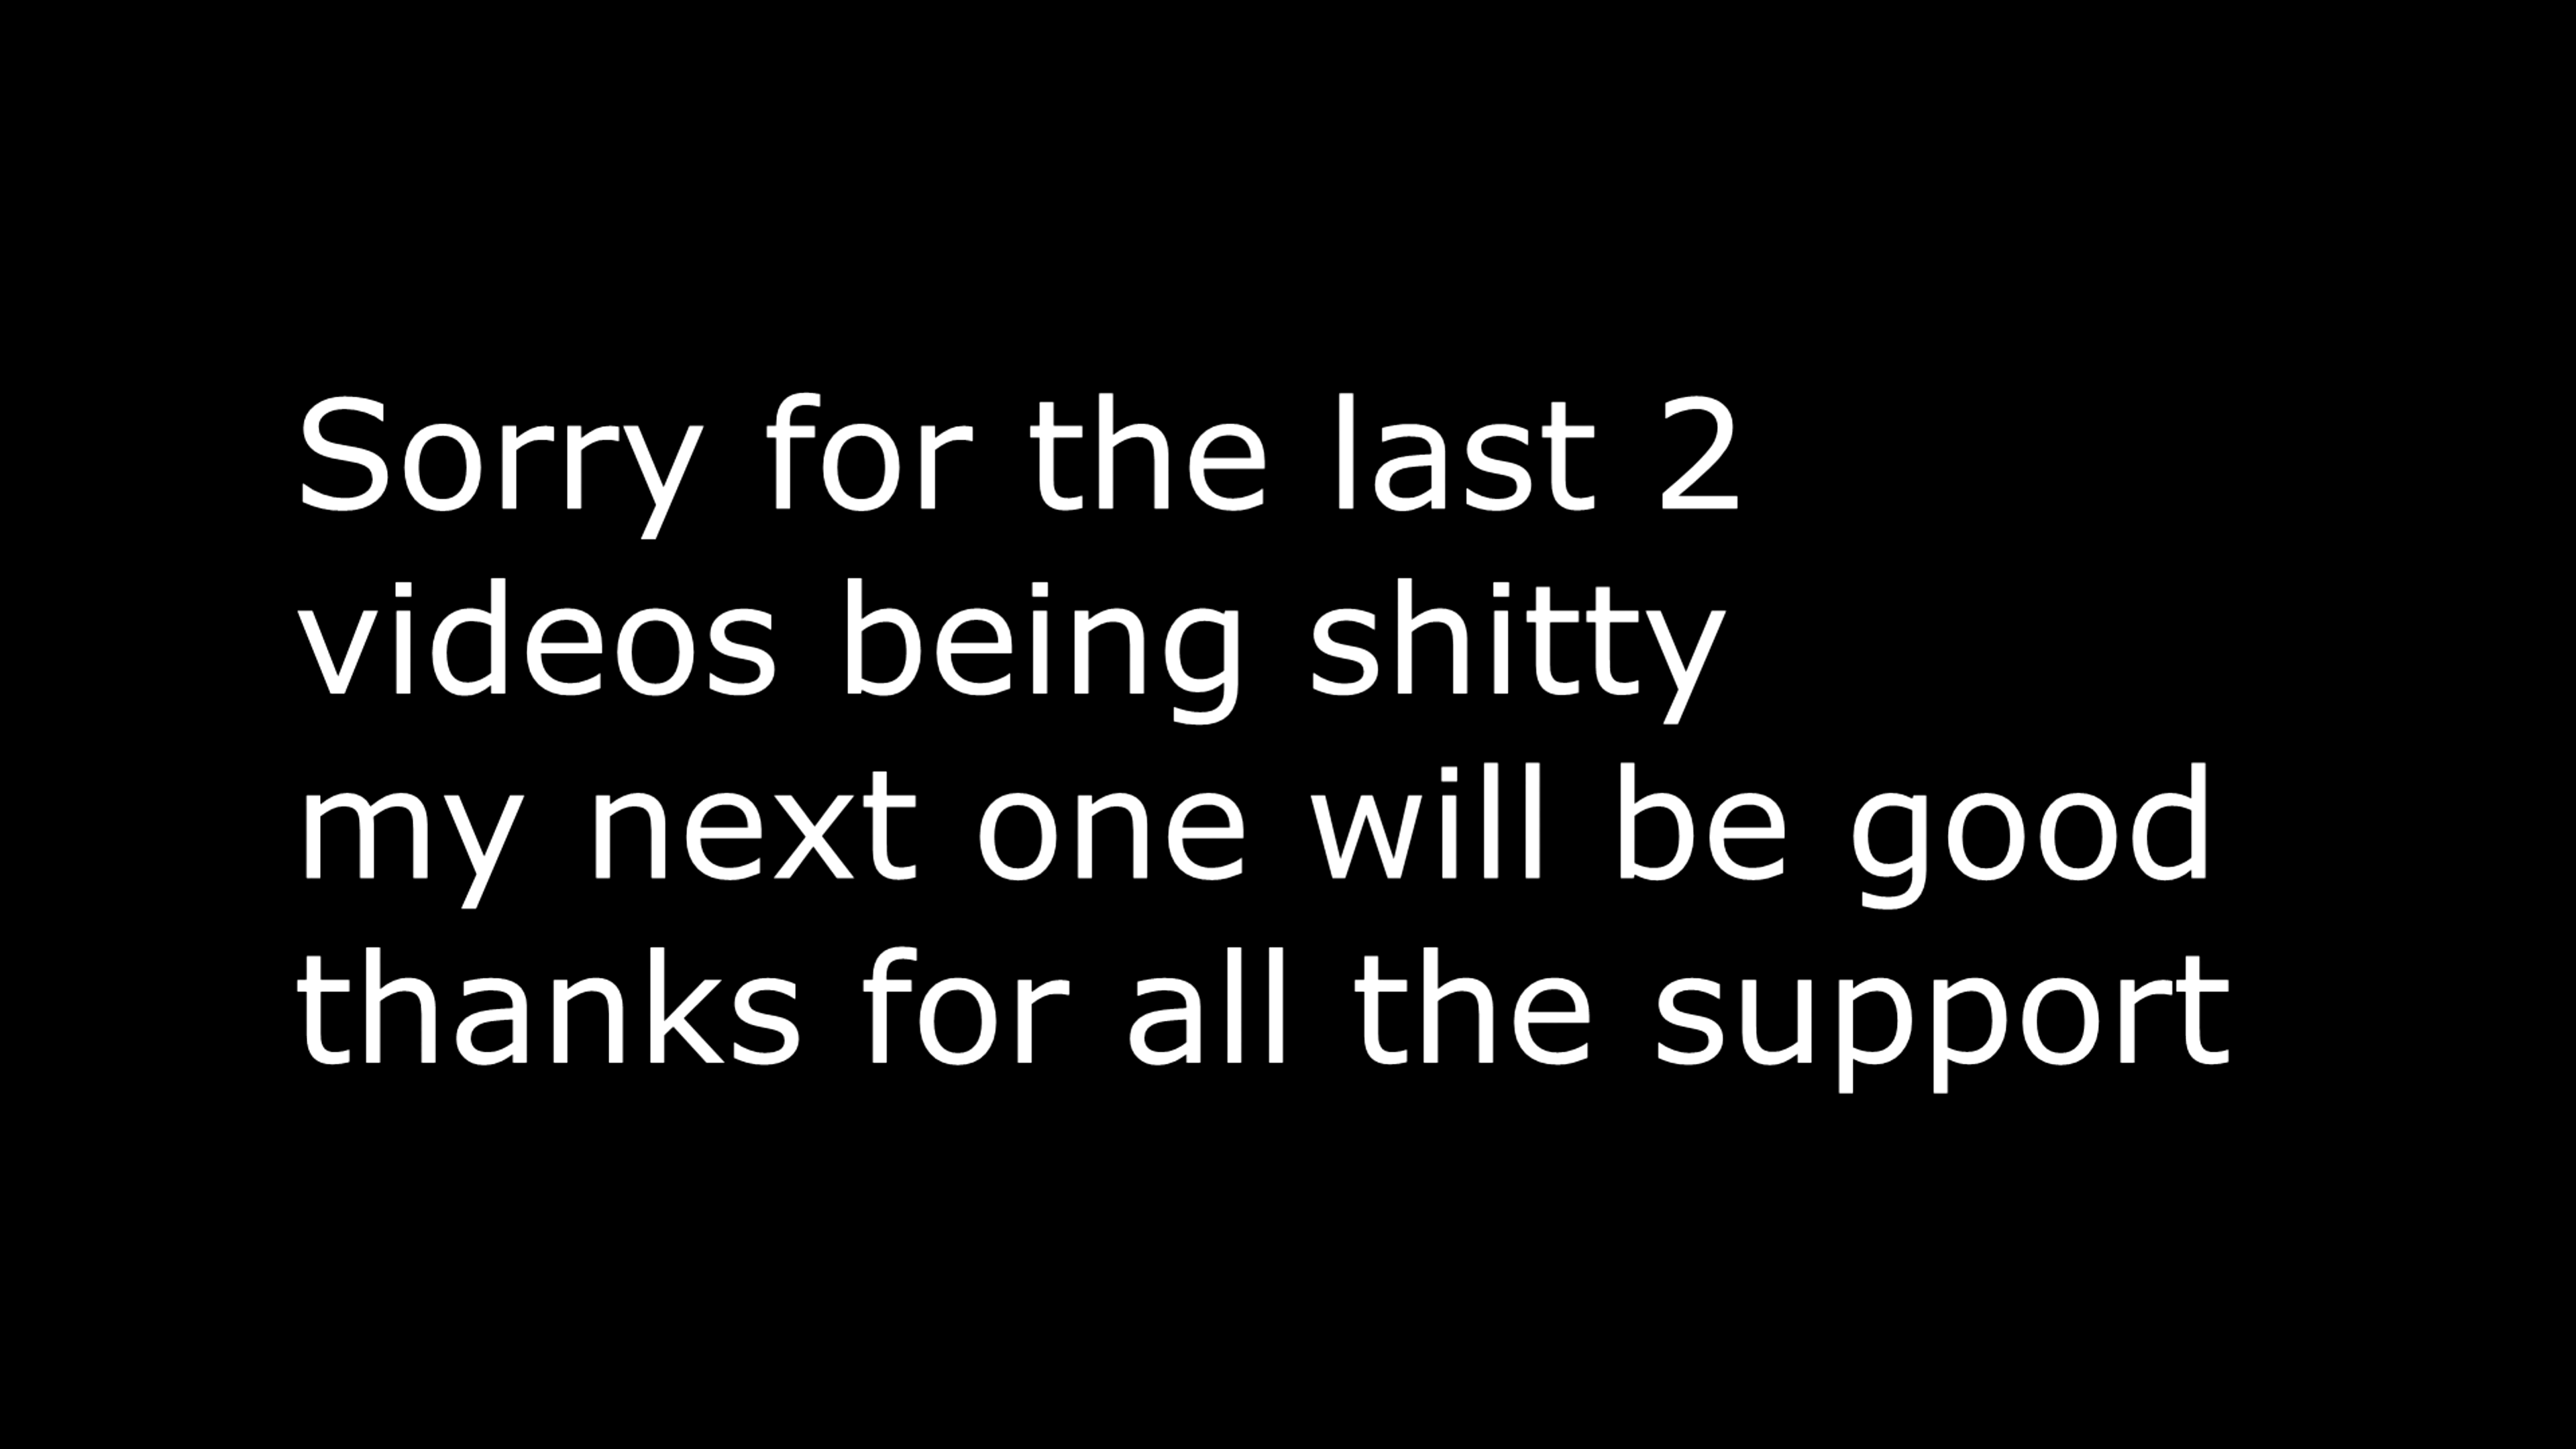 Sorry for the last 2
videos being shitty
my next one will be good
thanks for all the support